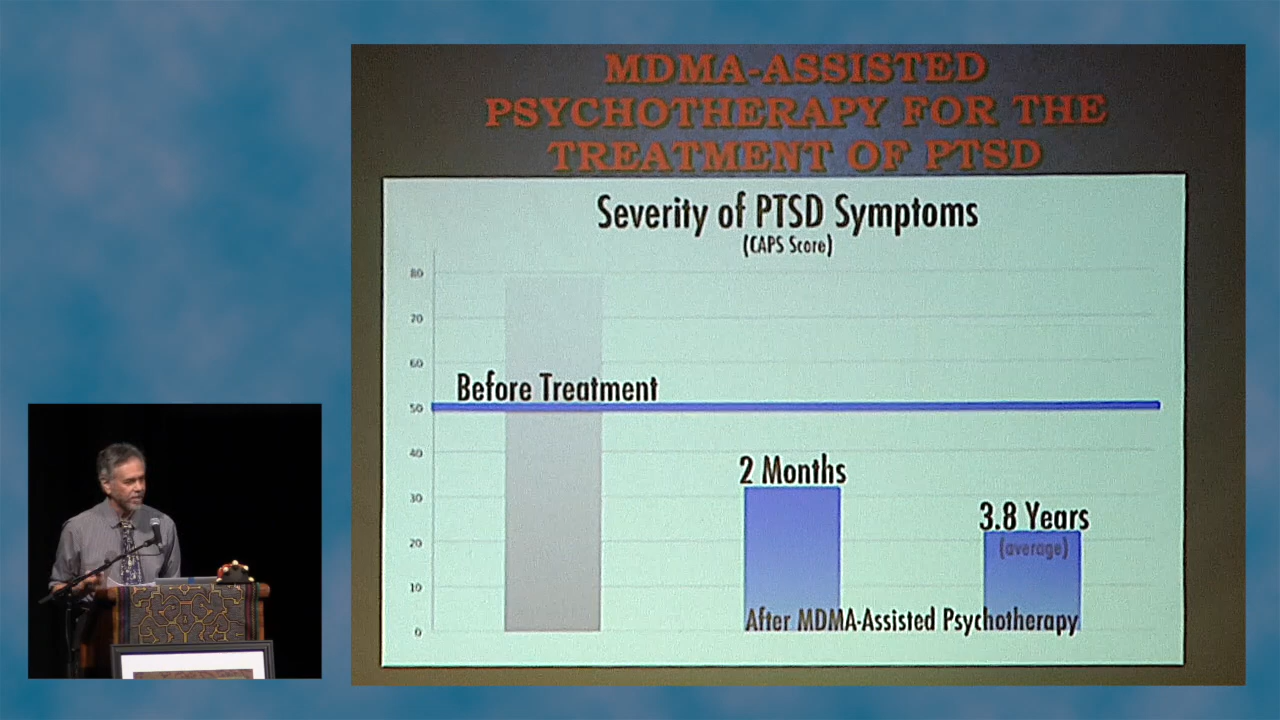 MDMA-ASSISTED
PSYCHOTHERAPY FOR THE
TREATMENT OF PTSD
Severity of PTSD Symptoms
(CAPS Score)
80
70
60
Before Treatment
50
40
2 Months
30
3.8 Years
(average)
20
10
After MDMA-Assisted Psychotherapy
0